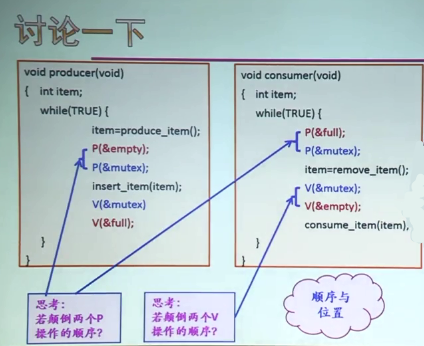 讨论一下
void producer(void)
{ int item;
while(TRUE) {
item=produce_item();
P(&empty);
P(&mutex);
insert_item(item);
V(&mutex)
V(&full);
}
}
void consumer(void)
{ int item;
while(TRUE) {
P(&full);
P(&mutex);
item=remove_item();
V(&mutex);
V(&empty);
consume_item(item)
}
}
思考：
若颠倒两个P
操作的顺序？
思考：
若颠倒两个V
操作的顺序？
顺序与
位置